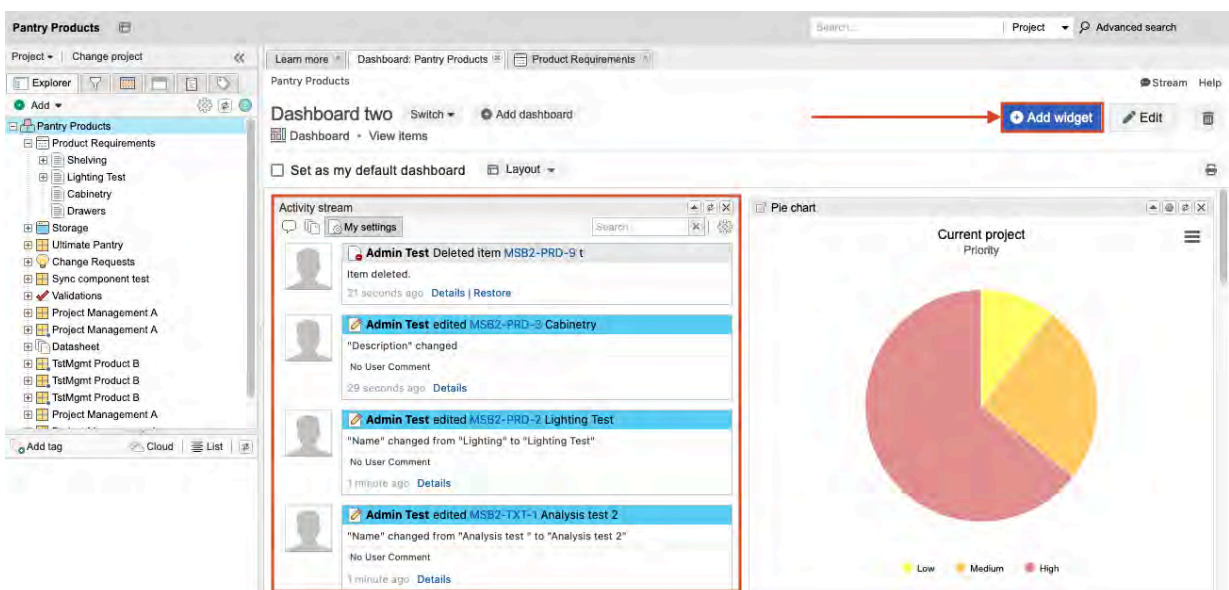 Pantry Products
Search...
Project
Advanced search
Project
Change project
Learn more
Dashboard: Pantry Products
Product Requirements
Explorer
Pantry Products
Stream
Help
Add
Dashboard two
Switch
Add dashboard
Add widget
Edit
Dashboard • View items
Set as my default dashboard
Layout
Pantry Products
Product Requirements
Shelving
Lighting Test
Cabinetry
Drawers
Storage
Ultimate Pantry
Change Requests
Sync component test
Validations
Project Management A
Project Management A
Datasheet
TstMgmt Product B
TstMgmt Product B
TstMgmt Product B
Project Management A
Add tag
Cloud
List
Activity stream
My settings
Search
Admin Test Deleted item MSB2-PRD-9 t
Item deleted.
21 seconds ago Details | Restore
Admin Test edited MSB2-PRD-3 Cabinetry
"Description" changed
No User Comment
29 seconds ago Details
Admin Test edited MSB2-PRD-2 Lighting Test
"Name" changed from "Lighting" to "Lighting Test"
No User Comment
1 minute ago Details
Admin Test edited MSB2-TXT-1 Analysis test 2
"Name" changed from "Analysis test " to "Analysis test 2"
No User Comment
1 minute ago Details
Pie chart
Current project
Priority
Low
Medium
High